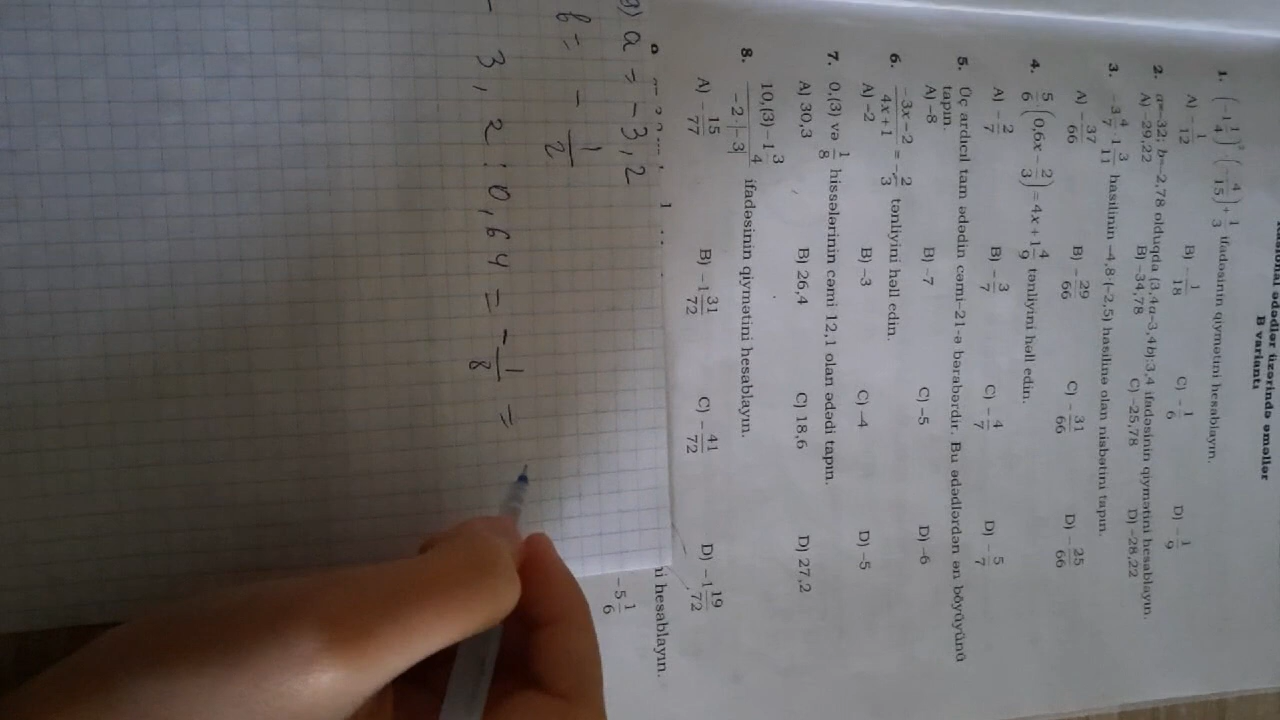 ədədlər üzərində əməllər
B variantı
1. (-1 1/4)² · (-4/15) + 1/3 ifadəsinin qiymətini hesablayın.
A) -1/12 B) -1/18 C) -1/6 D) -1/9
2. a=-32; b=-2,78 olduqda (3,4a-3,4b):3,4 ifadəsinin qiymətini hesablayın.
A) -29,22 B) -34,78 C) -25,78 D) -28,22
3. -3 4/7 · 1 3/11 hasilinin -4,8·(-2,5) hasilinə olan nisbətini tapın.
A) -37/66 B) -29/66 C) -31/66 D) -25/66
4. 5/6 · (0,6x - 2/3) = 4x + 1 4/9 tənliyini həll edin.
A) -2/7 B) -3/7 C) -4/7 D) -5/7
5. Üç ardıcıl tam ədədin cəmi-21-ə bərabərdir. Bu ədədlərdən ən böyüyünü
tapın.
A) -8 B) -7 C) -5 D) -6
6. (-3x-2)/(4x+1) = -2/3 tənliyini həll edin.
A) -2 B) -3 C) -4 D) -5
7. 0,(3) və 1/8 hissələrinin cəmi 12,1 olan ədədi tapın.
A) 30,3 B) 26,4 C) 18,6 D) 27,2
8. (10,(3) - 1 3/4)/(-2·|-3|) ifadəsinin qiymətini hesablayın.
A) -15/77 B) -1 31/72 C) -41/72 D) -1 19/72
hesablayın.
-5 1/6
a = -3,2
b = - 1/2
- 3,2 : 0,64 = - 1/8 =